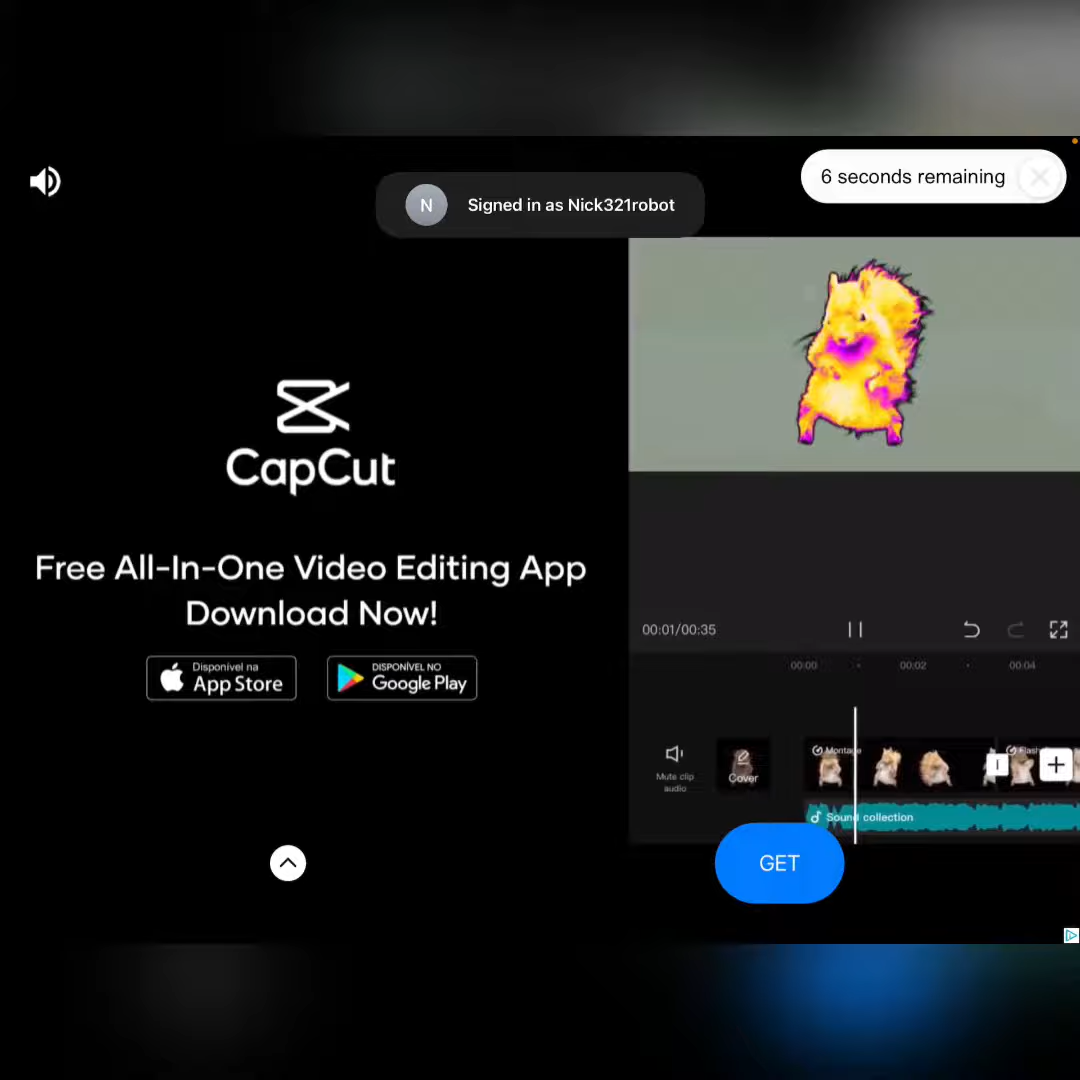 6 seconds remaining
N
Signed in as Nick321robot
CapCut
Free All-In-One Video Editing App
Download Now!
Disponível na
App Store
DISPONÍVEL NO
Google Play
00:01/00:35
00:00
00:02
00:04
Mute clip
audio
Cover
Montage
Flash
Sound collection
GET